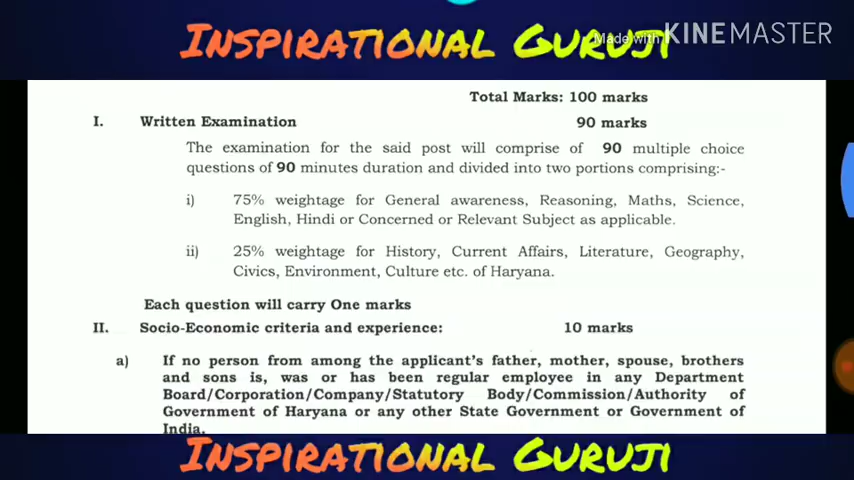 INSPIRATIONAL GURUJI
Made with KINEMASTER
Total Marks: 100 marks
I. Written Examination 90 marks
The examination for the said post will comprise of 90 multiple choice
questions of 90 minutes duration and divided into two portions comprising:-
i) 75% weightage for General awareness, Reasoning, Maths, Science,
English, Hindi or Concerned or Relevant Subject as applicable.
ii) 25% weightage for History, Current Affairs, Literature, Geography,
Civics, Environment, Culture etc. of Haryana.
Each question will carry One marks
II. Socio-Economic criteria and experience: 10 marks
a) If no person from among the applicant's father, mother, spouse, brothers
and sons is, was or has been regular employee in any Department
Board/Corporation/Company/Statutory Body/Commission/Authority of
Government of Haryana or any other State Government or Government of
India.
INSPIRATIONAL GURUJI